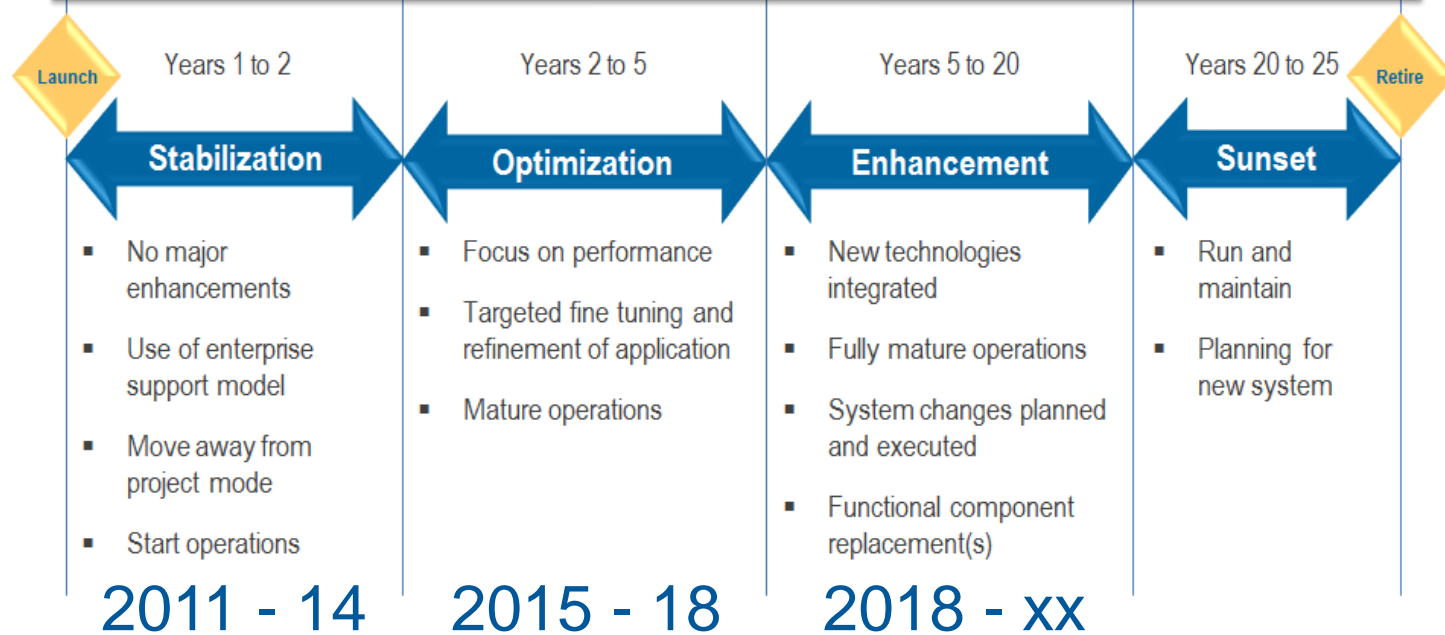 Launch
Years 1 to 2
Years 2 to 5
Years 5 to 20
Years 20 to 25
Retire
Stabilization
Optimization
Enhancement
Sunset
▪ No major
enhancements
▪ Use of enterprise
support model
▪ Move away from
project mode
▪ Start operations
▪ Focus on performance
▪ Targeted fine tuning and
refinement of application
▪ Mature operations
▪ New technologies
integrated
▪ Fully mature operations
▪ System changes planned
and executed
▪ Functional component
replacement(s)
▪ Run and
maintain
▪ Planning for
new system
2011 - 14
2015 - 18
2018 - xx